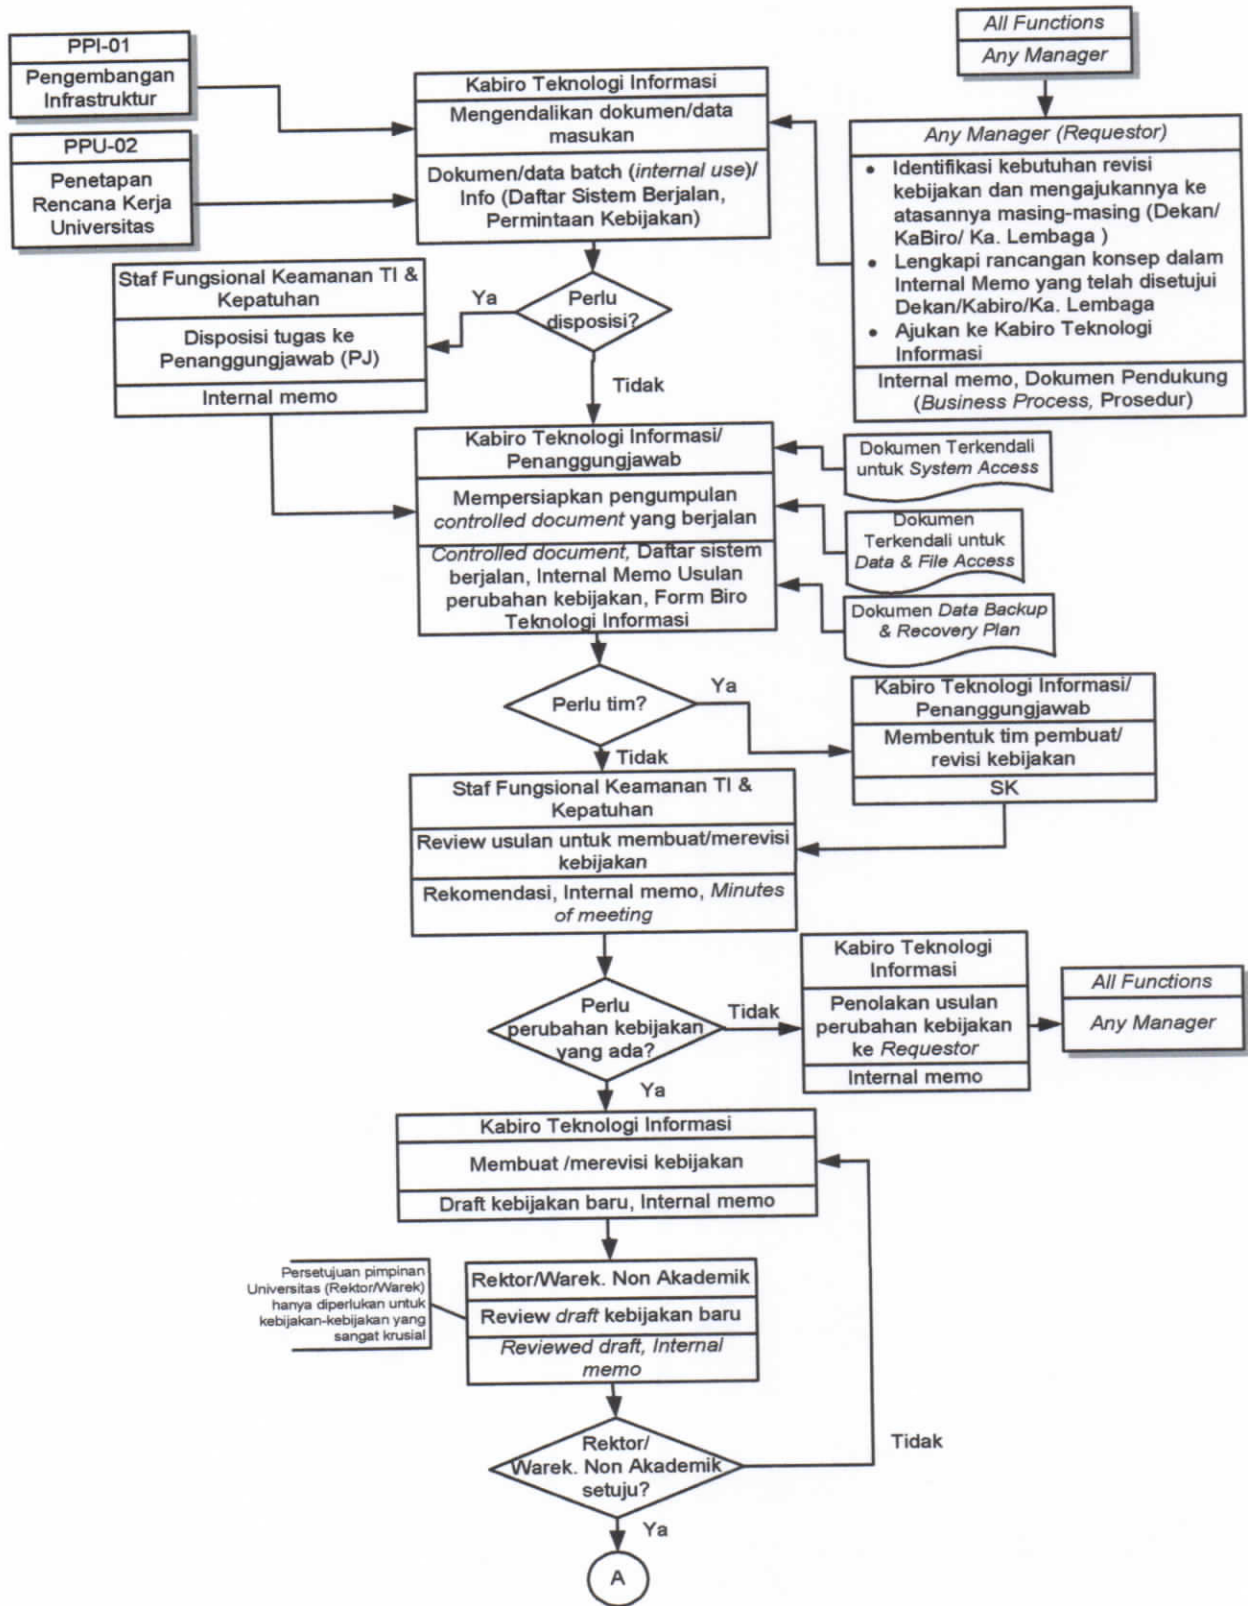 PPI-01
Pengembangan
Infrastruktur
PPU-02
Penetapan
Rencana Kerja
Universitas
All Functions
Any Manager
Kabiro Teknologi Informasi
Mengendalikan dokumen/data
masukan
Dokumen/data batch (internal use)/
Info (Daftar Sistem Berjalan,
Permintaan Kebijakan)
Any Manager (Requestor)
• Identifikasi kebutuhan revisi
kebijakan dan mengajukannya ke
atasannya masing-masing (Dekan/
KaBiro/ Ka. Lembaga )
• Lengkapi rancangan konsep dalam
Internal Memo yang telah disetujui
Dekan/Kabiro/Ka. Lembaga
• Ajukan ke Kabiro Teknologi
Informasi
Internal memo, Dokumen Pendukung
(Business Process, Prosedur)
Perlu
disposisi?
Ya
Tidak
Staf Fungsional Keamanan TI &
Kepatuhan
Disposisi tugas ke
Penanggungjawab (PJ)
Internal memo
Kabiro Teknologi Informasi/
Penanggungjawab
Mempersiapkan pengumpulan
controlled document yang berjalan
Controlled document, Daftar sistem
berjalan, Internal Memo Usulan
perubahan kebijakan, Form Biro
Teknologi Informasi
Dokumen Terkendali
untuk System Access
Dokumen
Terkendali untuk
Data & File Access
Dokumen Data Backup
& Recovery Plan
Perlu tim?
Ya
Tidak
Kabiro Teknologi Informasi/
Penanggungjawab
Membentuk tim pembuat/
revisi kebijakan
SK
Staf Fungsional Keamanan TI &
Kepatuhan
Review usulan untuk membuat/merevisi
kebijakan
Rekomendasi, Internal memo, Minutes
of meeting
Perlu
perubahan kebijakan
yang ada?
Tidak
Ya
Kabiro Teknologi
Informasi
Penolakan usulan
perubahan kebijakan
ke Requestor
Internal memo
All Functions
Any Manager
Kabiro Teknologi Informasi
Membuat /merevisi kebijakan
Draft kebijakan baru, Internal memo
Persetujuan pimpinan
Universitas (Rektor/Warek)
hanya diperlukan untuk
kebijakan-kebijakan yang
sangat krusial
Rektor/Warek. Non Akademik
Review draft kebijakan baru
Reviewed draft, Internal
memo
Rektor/
Warek. Non Akademik
setuju?
Tidak
Ya
A